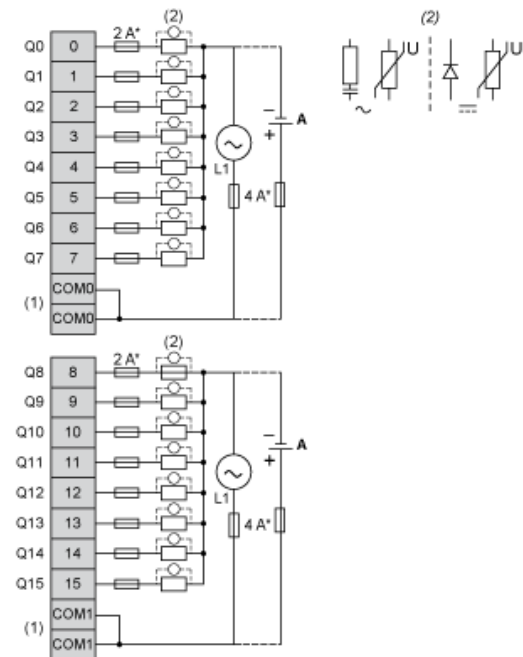 (2)
(2)
2 A*
Q0 0
Q1 1
Q2 2
Q3 3
Q4 4
Q5 5
Q6 6
Q7 7
COM0
(1)
COM0
L1
4 A*
− A
+
U
U
~
(2)
2 A*
Q8 8
Q9 9
Q10 10
Q11 11
Q12 12
Q13 13
Q14 14
Q15 15
COM1
(1)
COM1
L1
4 A*
− A
+